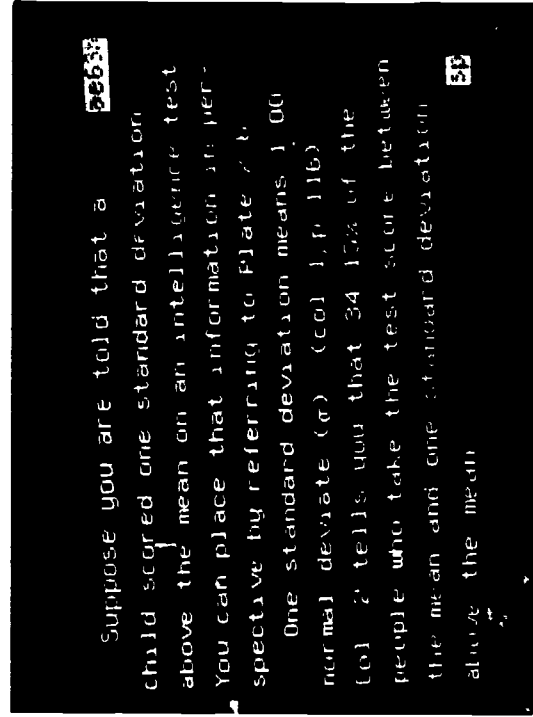 Suppose you are told that a
child scored one standard deviation
above the mean on an intelligence test
You can place that information in per-
spective by referring to Plate
One standard deviation means 1 00
normal deviate (σ) (col 1, p 116)
Col 2 tells you that 34 13% of the
people who take the test score between
the mean and one standard deviation
above the mean
sp